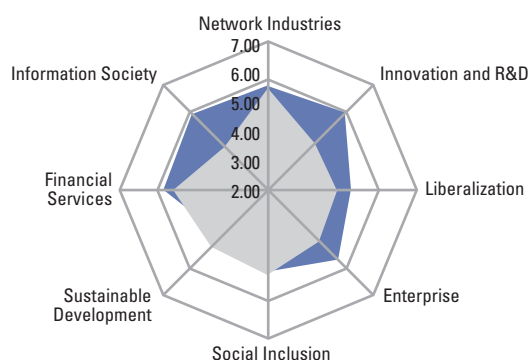 Network Industries
7.00
6.00
5.00
4.00
3.00
2.00
Information Society
Innovation and R&D
Financial
Services
Liberalization
Sustainable
Development
Enterprise
Social Inclusion